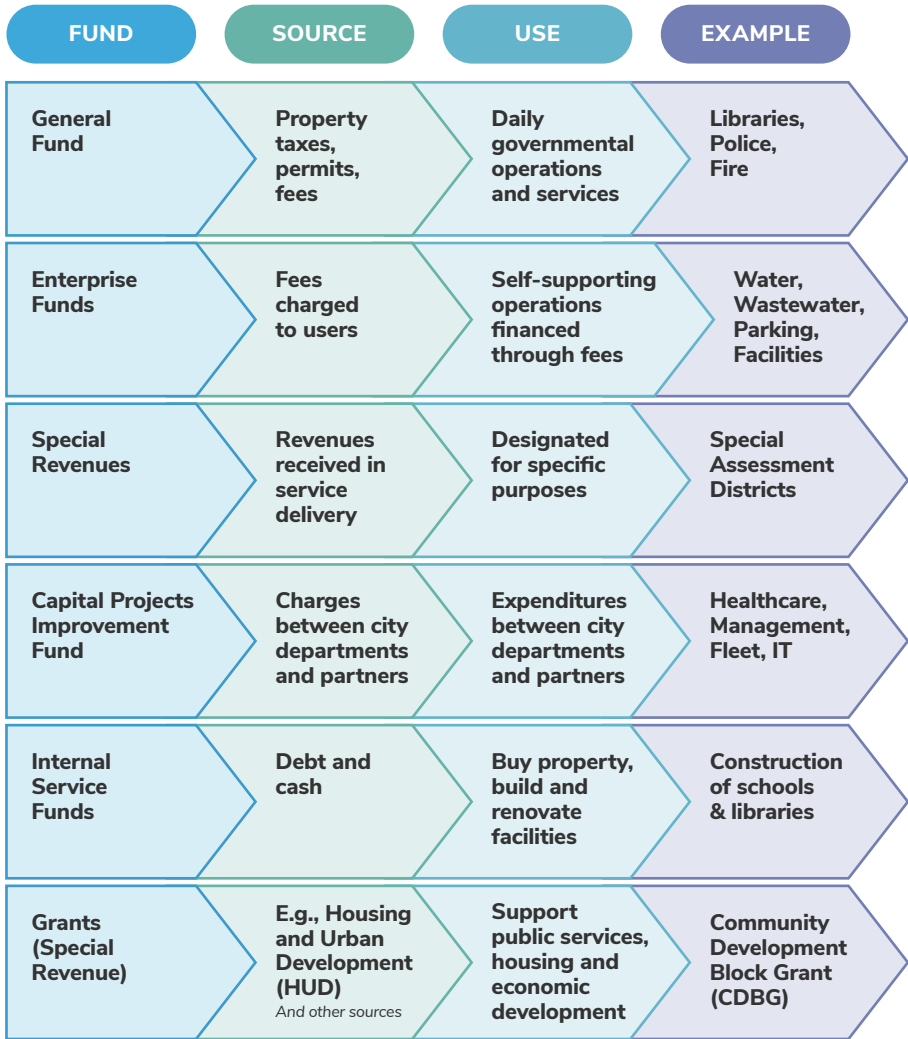 FUND SOURCE USE EXAMPLE
General
Fund
Property
taxes,
permits,
fees
Daily
governmental
operations
and services
Libraries,
Police,
Fire
Enterprise
Funds
Fees
charged
to users
Self-supporting
operations
financed
through fees
Water,
Wastewater,
Parking,
Facilities
Special
Revenues
Revenues
received in
service
delivery
Designated
for specific
purposes
Special
Assessment
Districts
Capital Projects
Improvement
Fund
Charges
between city
departments
and partners
Expenditures
between city
departments
and partners
Healthcare,
Management,
Fleet, IT
Internal
Service
Funds
Debt and
cash
Buy property,
build and
renovate
facilities
Construction
of schools
& libraries
Grants
(Special
Revenue)
E.g., Housing
and Urban
Development
(HUD)
And other sources
Support
public services,
housing and
economic
development
Community
Development
Block Grant
(CDBG)